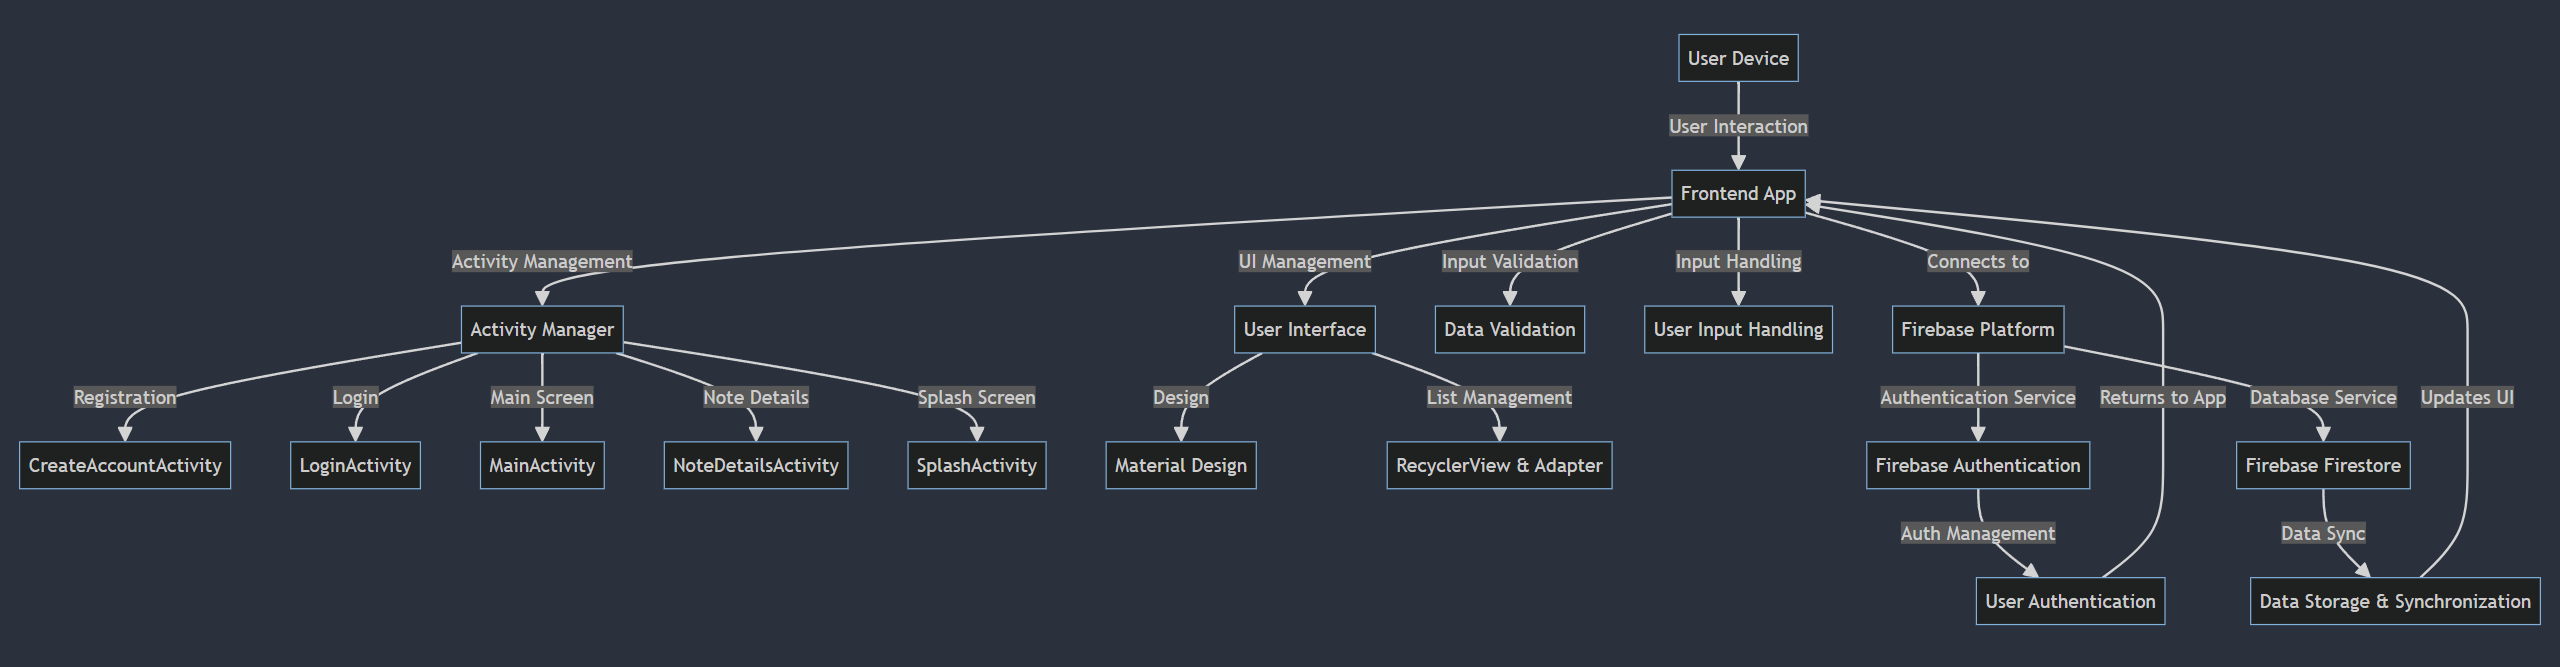 User Device
User Interaction
Frontend App
Activity Management
UI Management
Input Validation
Input Handling
Connects to
Activity Manager
User Interface
Data Validation
User Input Handling
Firebase Platform
Registration
Login
Main Screen
Note Details
Splash Screen
Design
List Management
Authentication Service
Returns to App
Database Service
Updates UI
CreateAccountActivity
LoginActivity
MainActivity
NoteDetailsActivity
SplashActivity
Material Design
RecyclerView & Adapter
Firebase Authentication
Firebase Firestore
Auth Management
Data Sync
User Authentication
Data Storage & Synchronization